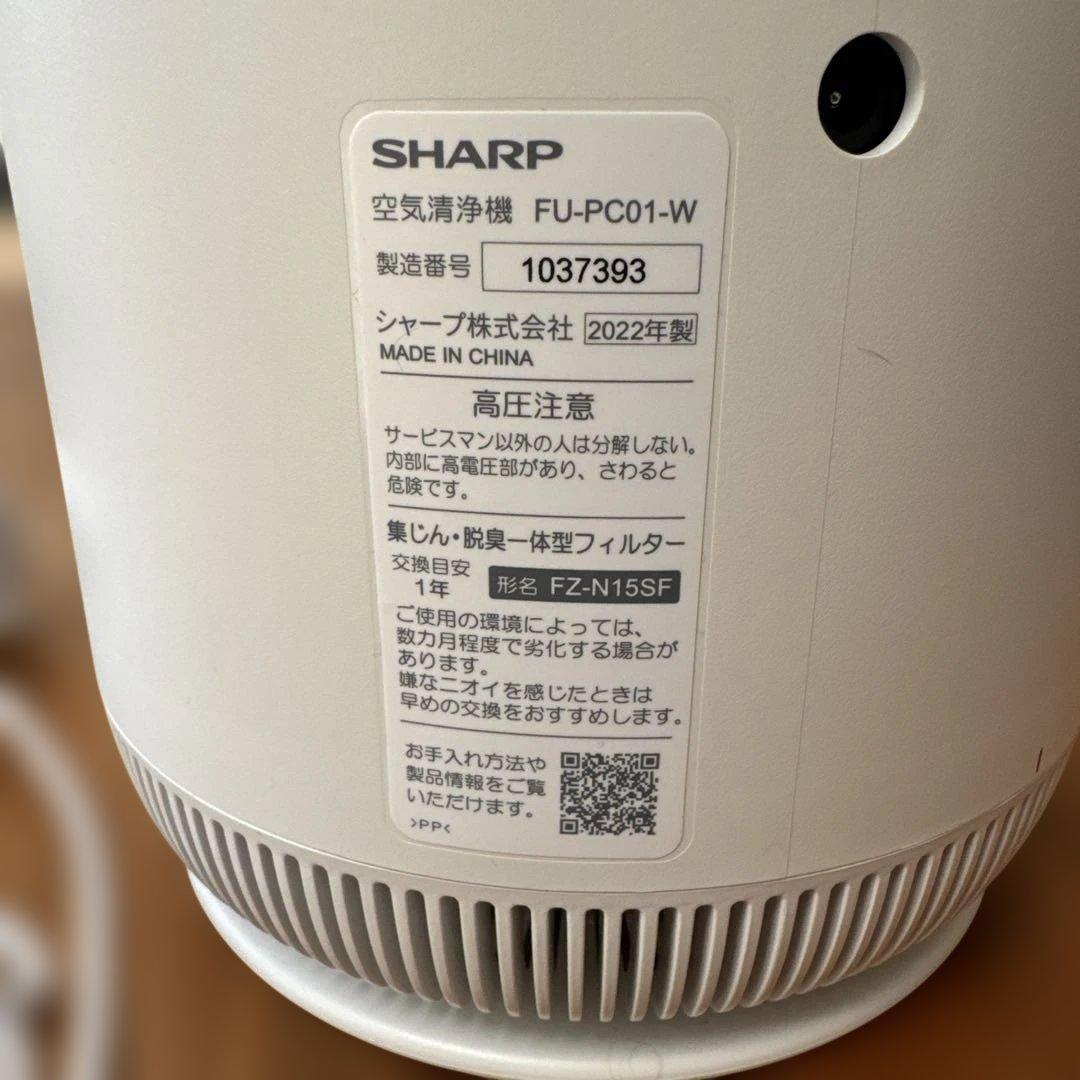 SHARP
空気清浄機 FU-PC01-W
製造番号 1037393
シャープ株式会社 2022年製
MADE IN CHINA
高圧注意
サービスマン以外の人は分解しない。
内部に高電圧部があり、さわると
危険です。
集じん・脱臭一体型フィルター
交換目安
1年
形名 FZ-N15SF
ご使用の環境によっては、
数カ月程度で劣化する場合が
あります。
嫌なニオイを感じたときは
早めの交換をおすすめします。
お手入れ方法や
製品情報をご覧
いただけます。
>PP<